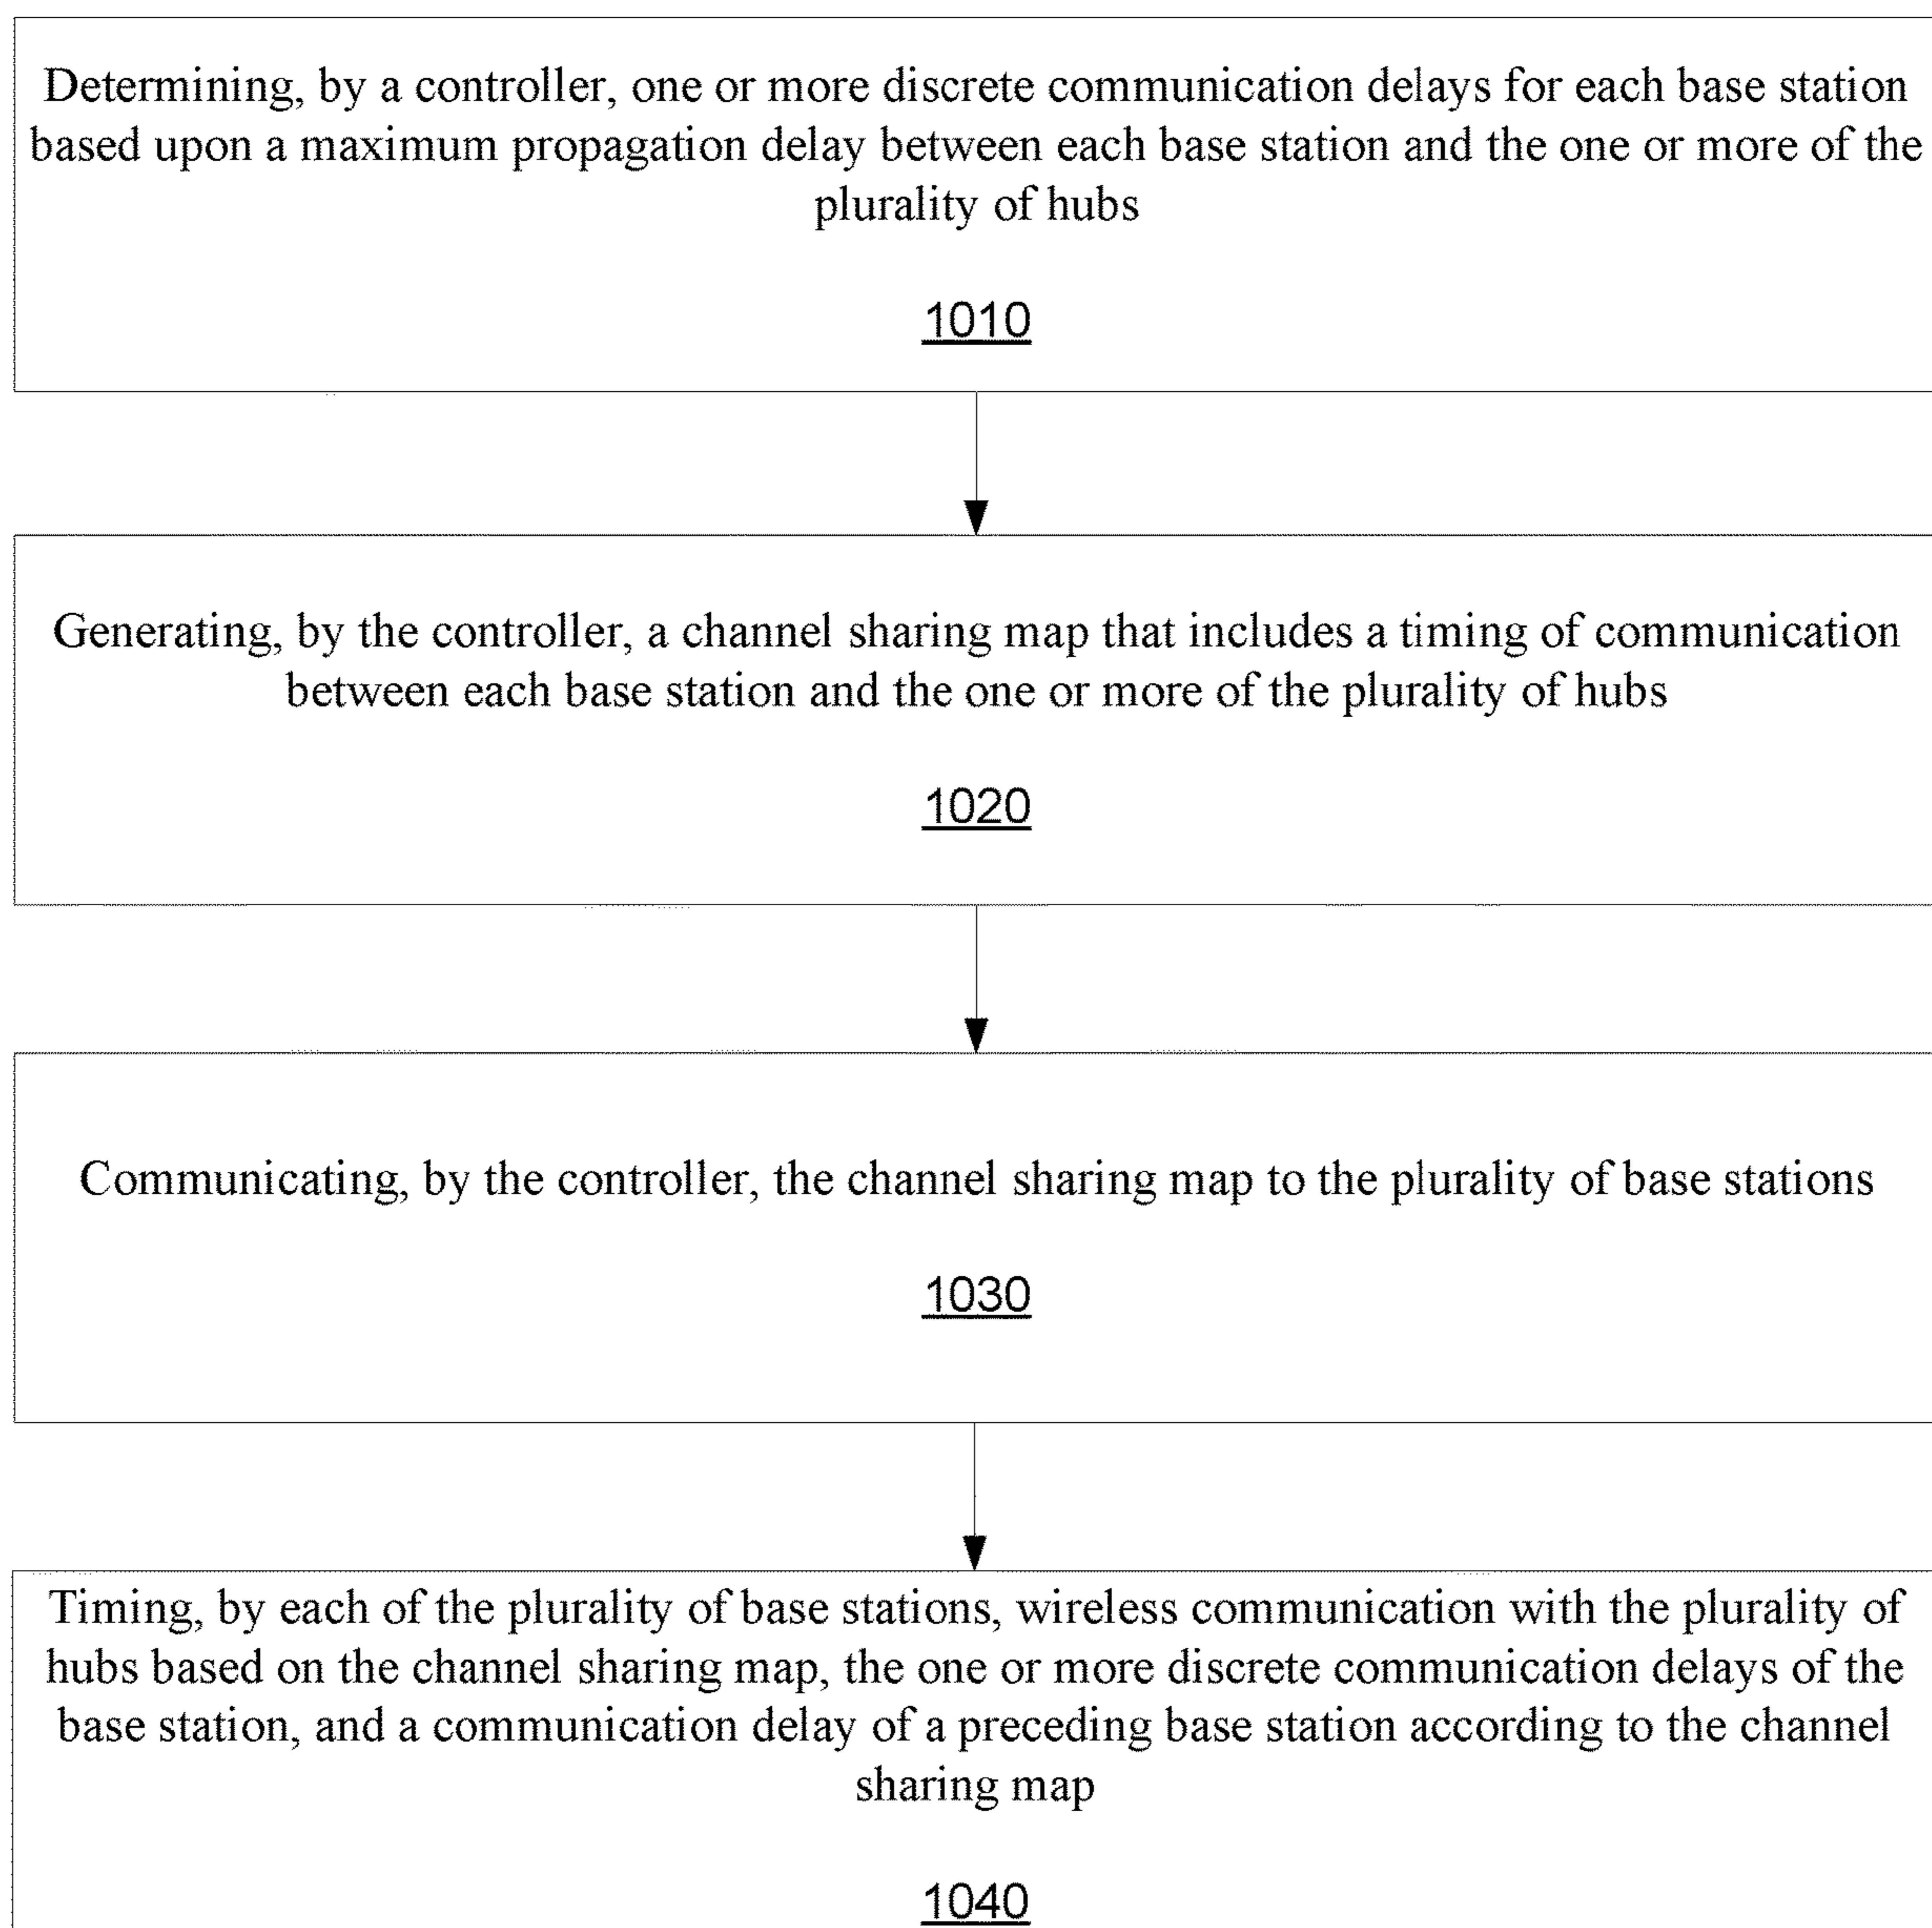 Determining, by a controller, one or more discrete communication delays for each base station
based upon a maximum propagation delay between each base station and the one or more of the
plurality of hubs
1010
Generating, by the controller, a channel sharing map that includes a timing of communication
between each base station and the one or more of the plurality of hubs
1020
Communicating, by the controller, the channel sharing map to the plurality of base stations
1030
Timing, by each of the plurality of base stations, wireless communication with the plurality of
hubs based on the channel sharing map, the one or more discrete communication delays of the
base station, and a communication delay of a preceding base station according to the channel
sharing map
1040